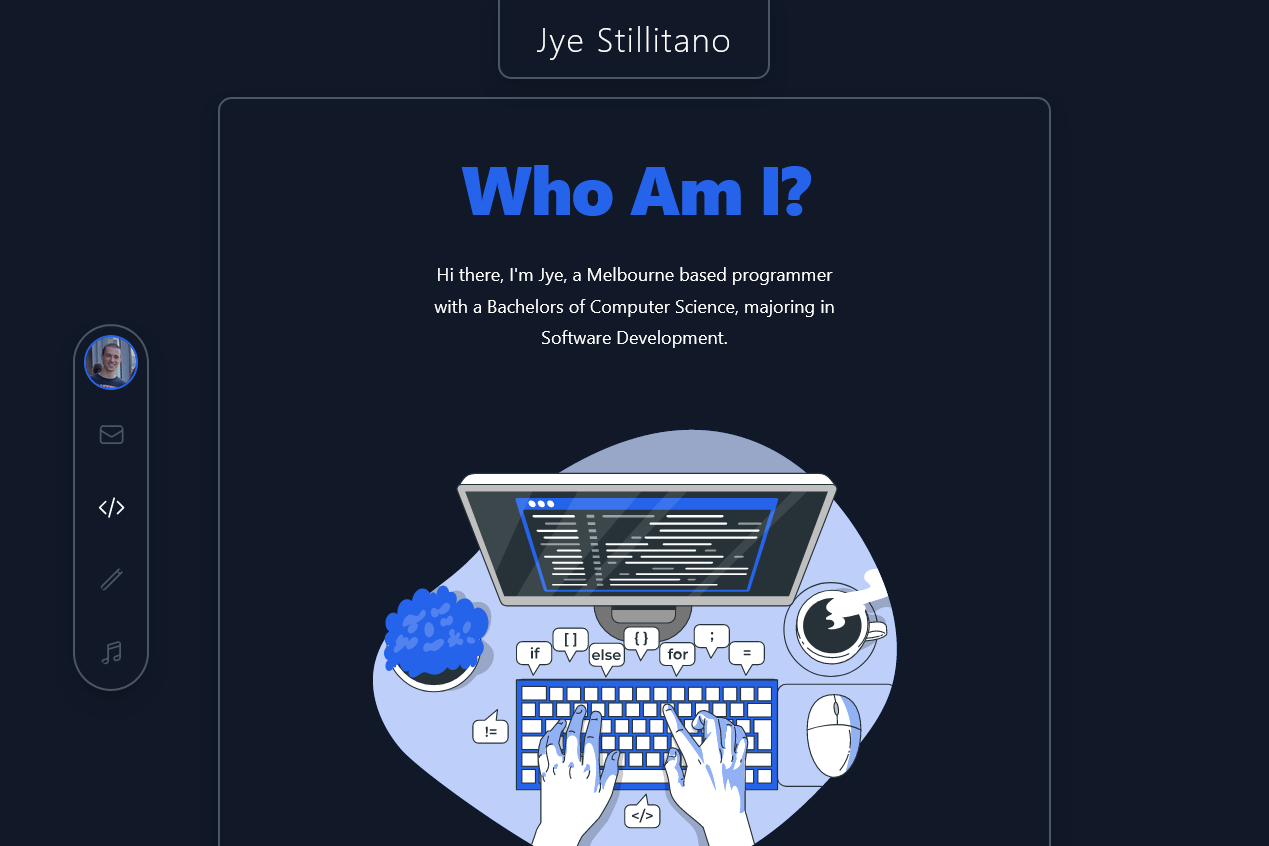 Jye Stillitano
Who Am I?
Hi there, I'm Jye, a Melbourne based programmer
with a Bachelors of Computer Science, majoring in
Software Development.
if
[ ]
else
{ }
for
;
=
!=
</>